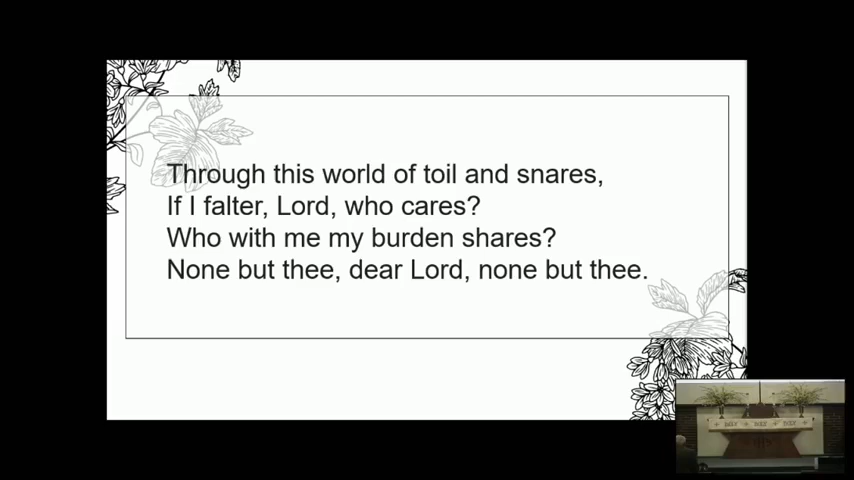 Through this world of toil and snares,
If I falter, Lord, who cares?
Who with me my burden shares?
None but thee, dear Lord, none but thee.